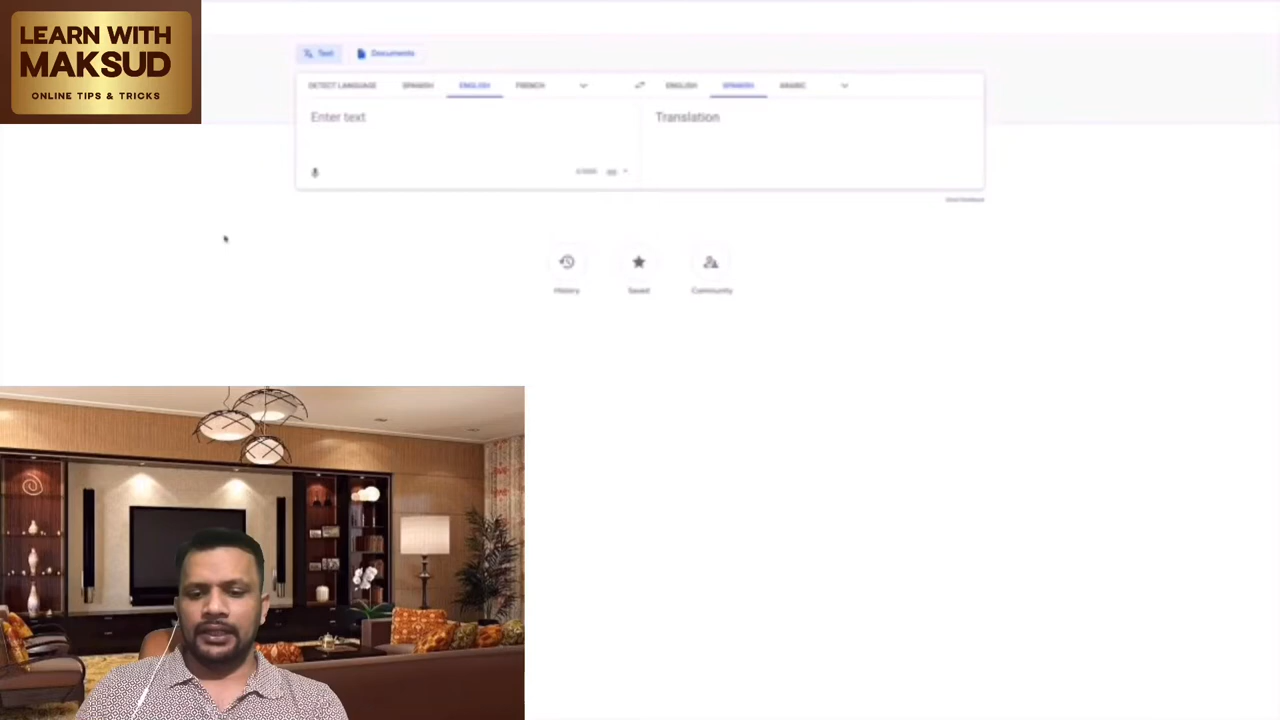 LEARN WITH
MAKSUD
ONLINE TIPS & TRICKS
Text
Documents
DETECT LANGUAGE
SPANISH
ENGLISH
FRENCH
ENGLISH
SPANISH
ARABIC
Enter text
Translation
History
Saved
Community